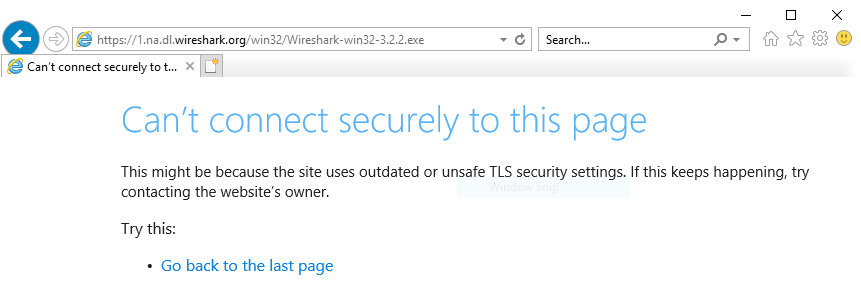 https://1.na.dl.wireshark.org/win32/Wireshark-win32-3.2.2.exe
Search...
Can't connect securely to t...
Can't connect securely to this page
This might be because the site uses outdated or unsafe TLS security settings. If this keeps happening, try
contacting the website's owner.
Window Snip
Try this:
• Go back to the last page